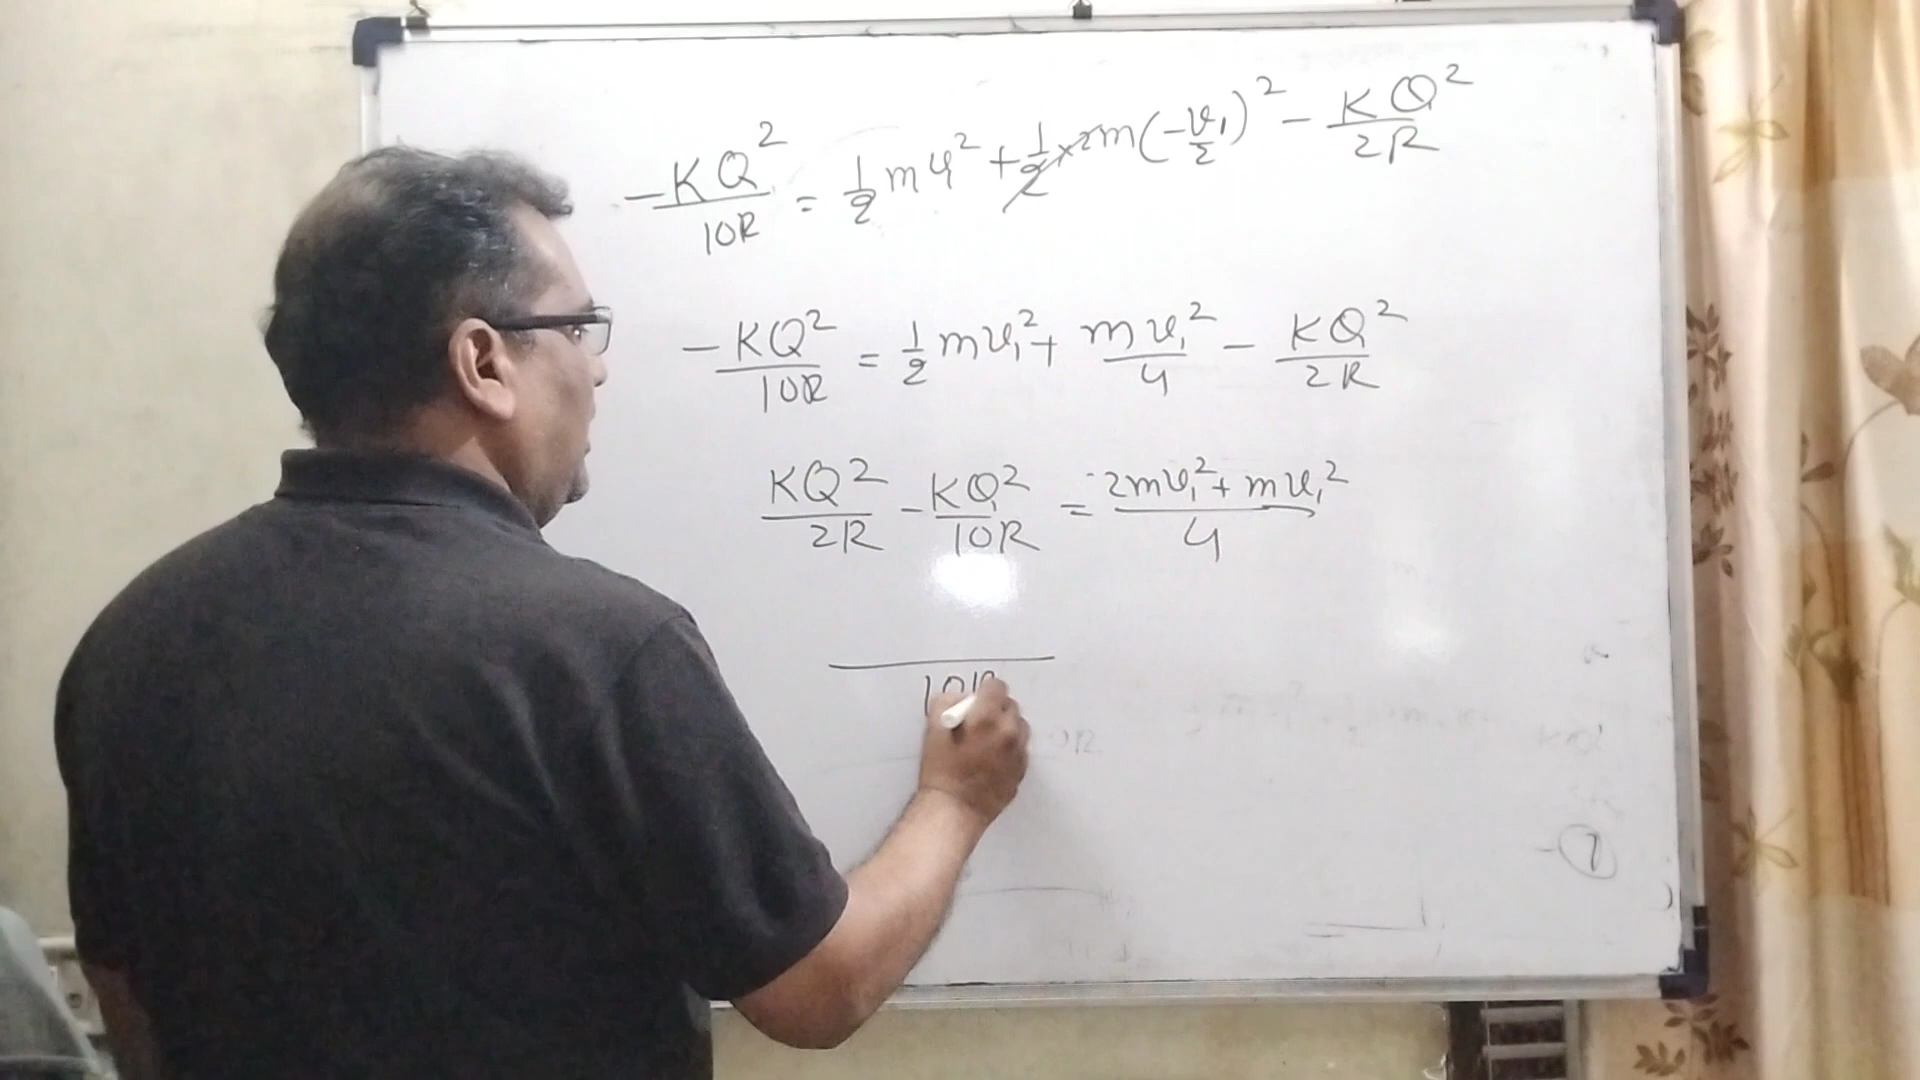 -KQ²/10R = 1/2 mv₁² + 1/2 × 2m(-v₁/2)² - KQ²/2R
-KQ²/10R = 1/2 mv₁² + mv₁²/4 - KQ²/2R
KQ²/2R - KQ²/10R = 2mv₁² + mv₁²/4
10R